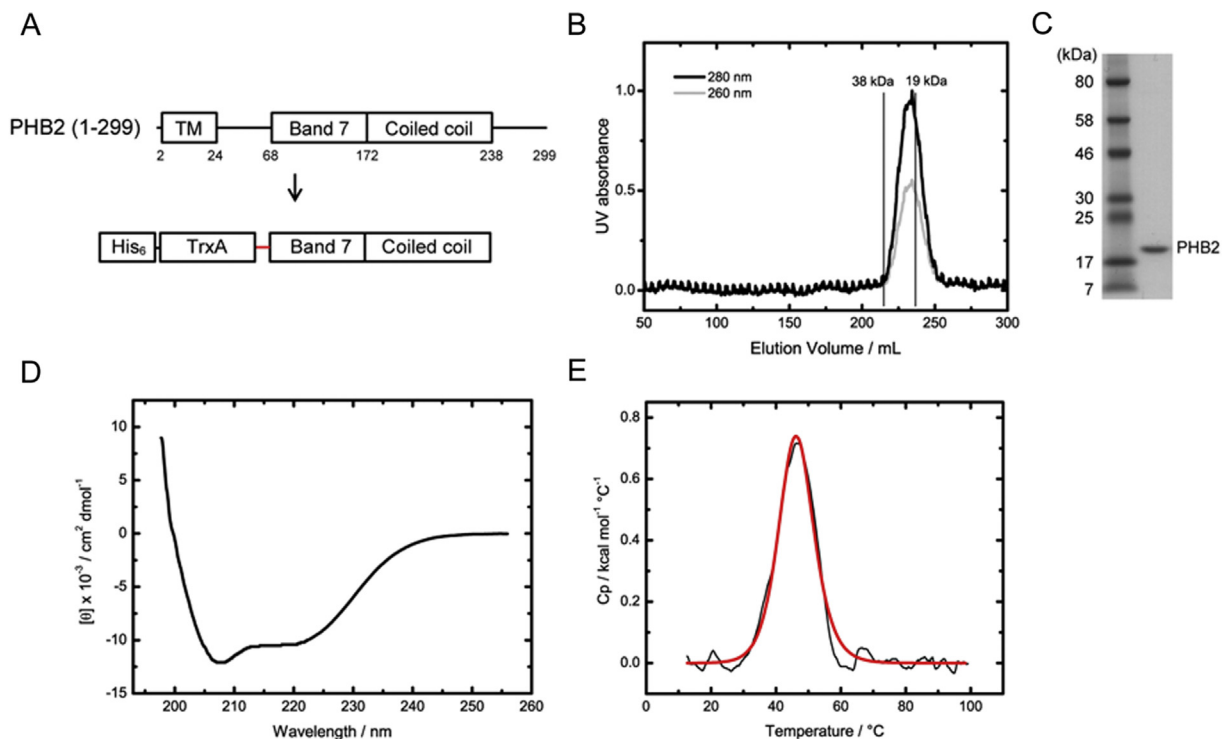 A
PHB2 (1-299)
TM
Band 7
Coiled coil
2
24
68
172
238
299
His₆
TrxA
Band 7
Coiled coil
B
280 nm
260 nm
38 kDa
19 kDa
UV absorbance
1.0
0.5
0.0
50
100
150
200
250
300
Elution Volume / mL
C
(kDa)
80
58
46
30
25
17
7
PHB2
D
[θ] x 10⁻³ / cm² dmol⁻¹
10
5
0
-5
-10
-15
200
210
220
230
240
250
260
Wavelength / nm
E
Cp / kcal mol⁻¹ °C⁻¹
0.8
0.6
0.4
0.2
0.0
0
20
40
60
80
100
Temperature / °C